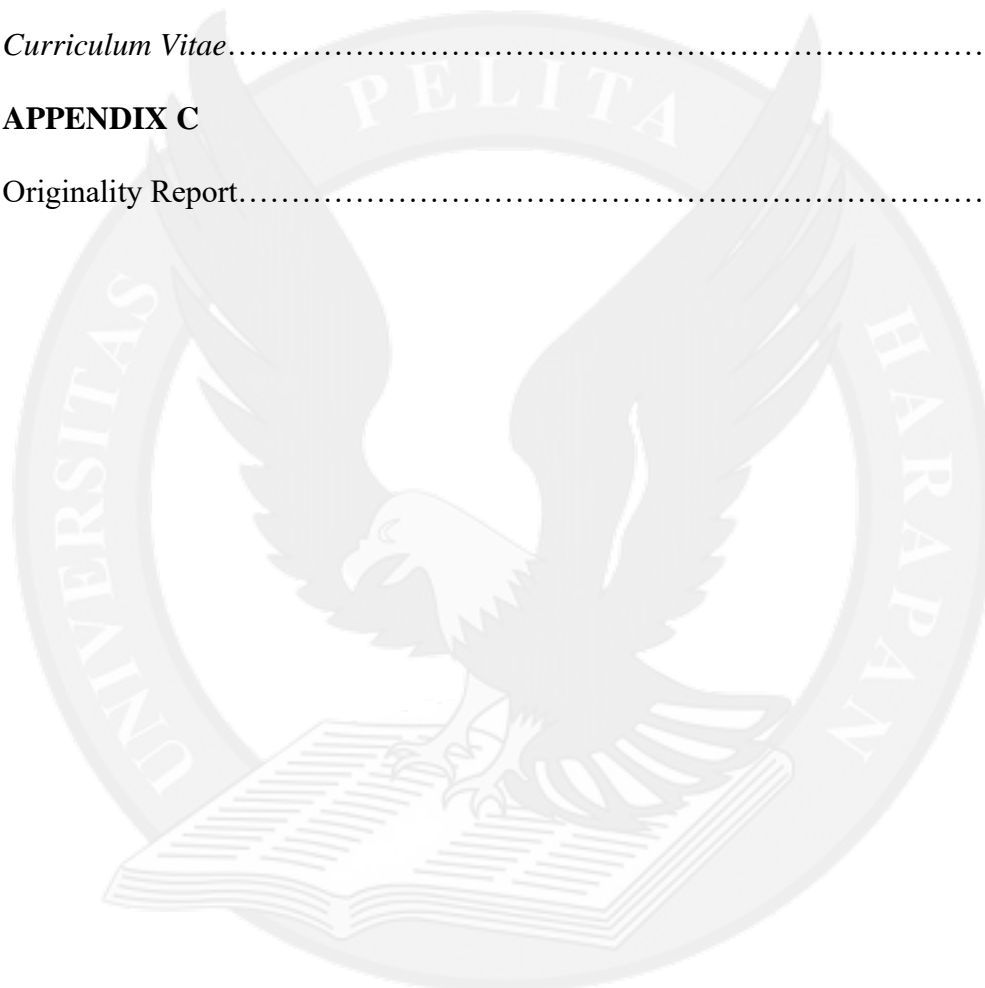 Curriculum Vitae……………………………………………………………
APPENDIX C
Originality Report……………………………………………………………
UNIVERSITAS PELITA HARAPAN